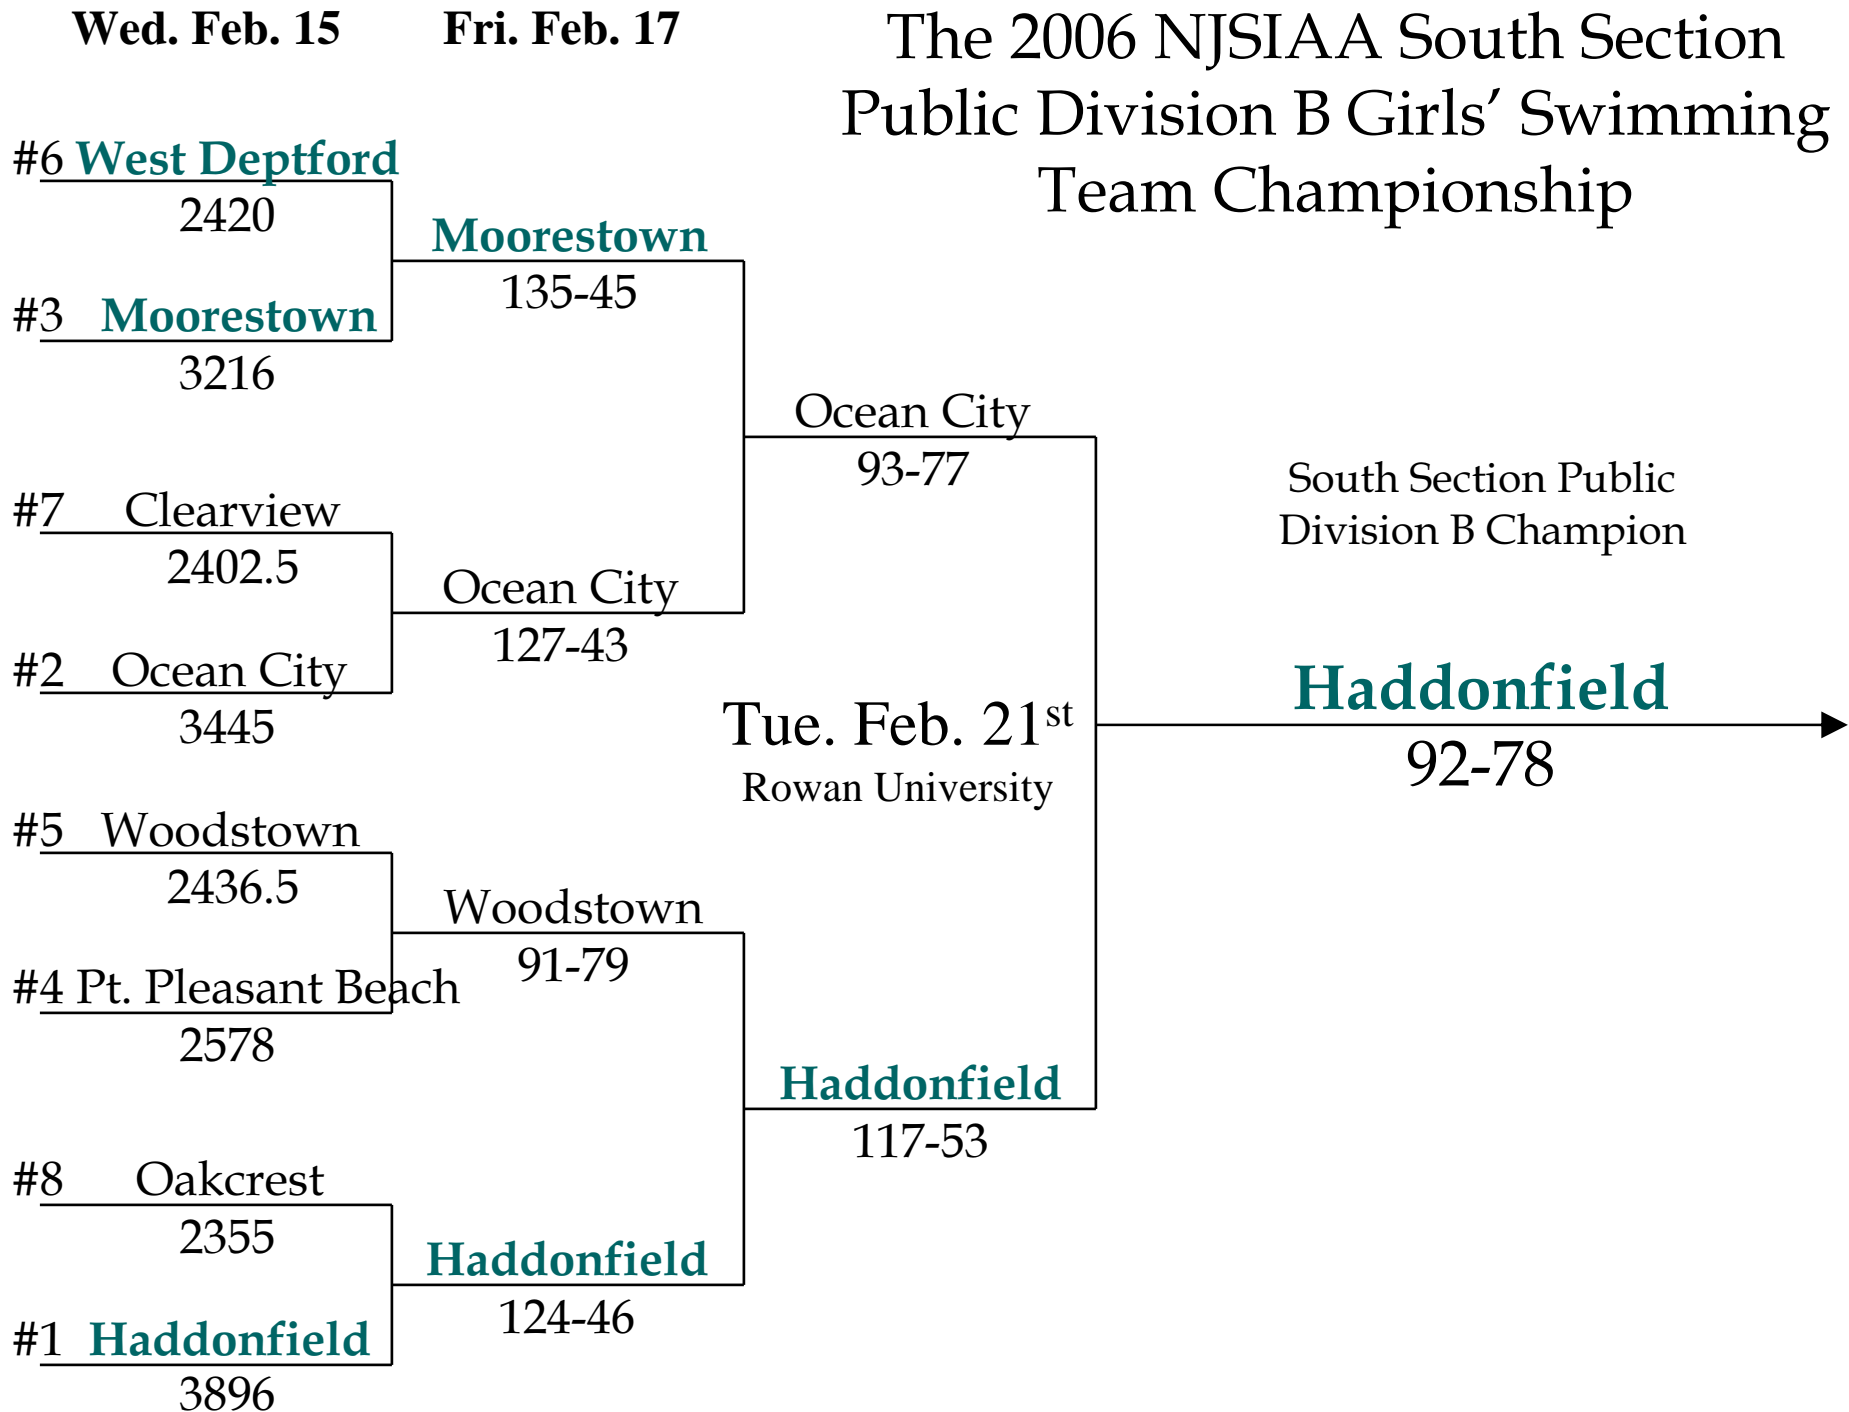 Wed. Feb. 15
Fri. Feb. 17
The 2006 NJSIAA South Section
Public Division B Girls’ Swimming
Team Championship
#6 West Deptford
2420
#3 Moorestown
3216
#7 Clearview
2402.5
#2 Ocean City
3445
#5 Woodstown
2436.5
#4 Pt. Pleasant Beach
2578
#8 Oakcrest
2355
#1 Haddonfield
3896
Moorestown
135-45
Ocean City
127-43
Woodstown
91-79
Haddonfield
124-46
Ocean City
93-77
Tue. Feb. 21st
Rowan University
Haddonfield
117-53
South Section Public
Division B Champion
Haddonfield
92-78